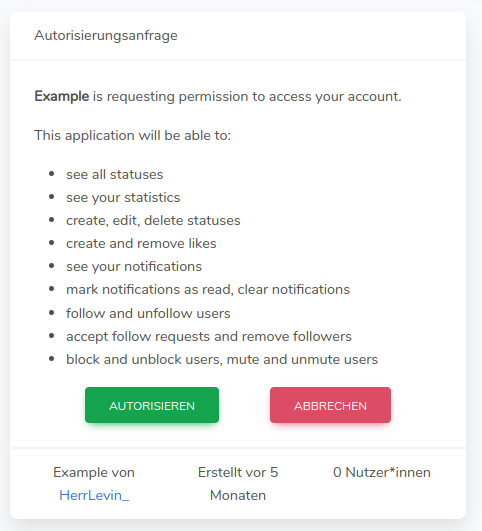 Autorisierungsanfrage
Example is requesting permission to access your account.
This application will be able to:
• see all statuses
• see your statistics
• create, edit, delete statuses
• create and remove likes
• see your notifications
• mark notifications as read, clear notifications
• follow and unfollow users
• accept follow requests and remove followers
• block and unblock users, mute and unmute users
AUTORISIEREN
ABBRECHEN
Example von
HerrLevin_
Erstellt vor 5
Monaten
0 Nutzer*innen